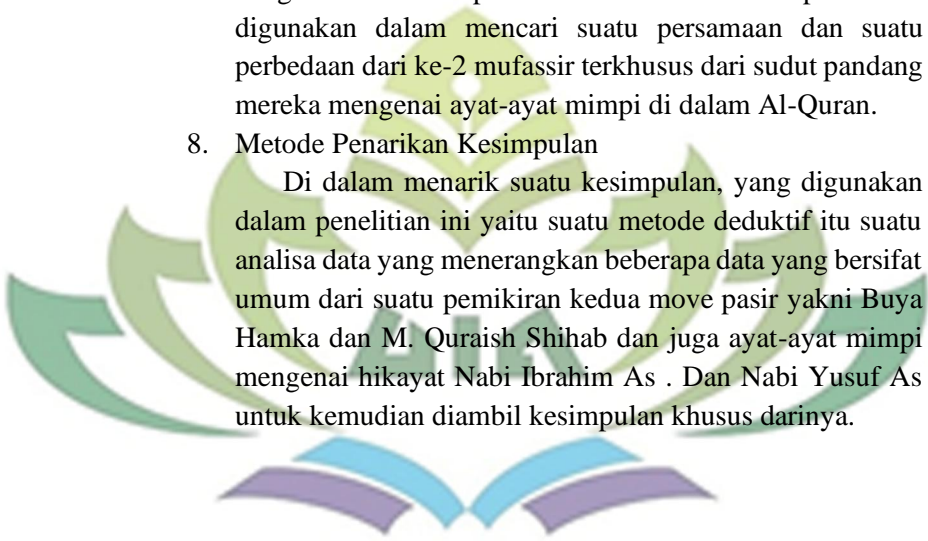 digunakan dalam mencari suatu persamaan dan suatu
perbedaan dari ke-2 mufassir terkhusus dari sudut pandang
mereka mengenai ayat-ayat mimpi di dalam Al-Quran.
8. Metode Penarikan Kesimpulan
Di dalam menarik suatu kesimpulan, yang digunakan
dalam penelitian ini yaitu suatu metode deduktif itu suatu
analisa data yang menerangkan beberapa data yang bersifat
umum dari suatu pemikiran kedua move pasir yakni Buya
Hamka dan M. Quraish Shihab dan juga ayat-ayat mimpi
mengenai hikayat Nabi Ibrahim As . Dan Nabi Yusuf As
untuk kemudian diambil kesimpulan khusus darinya.